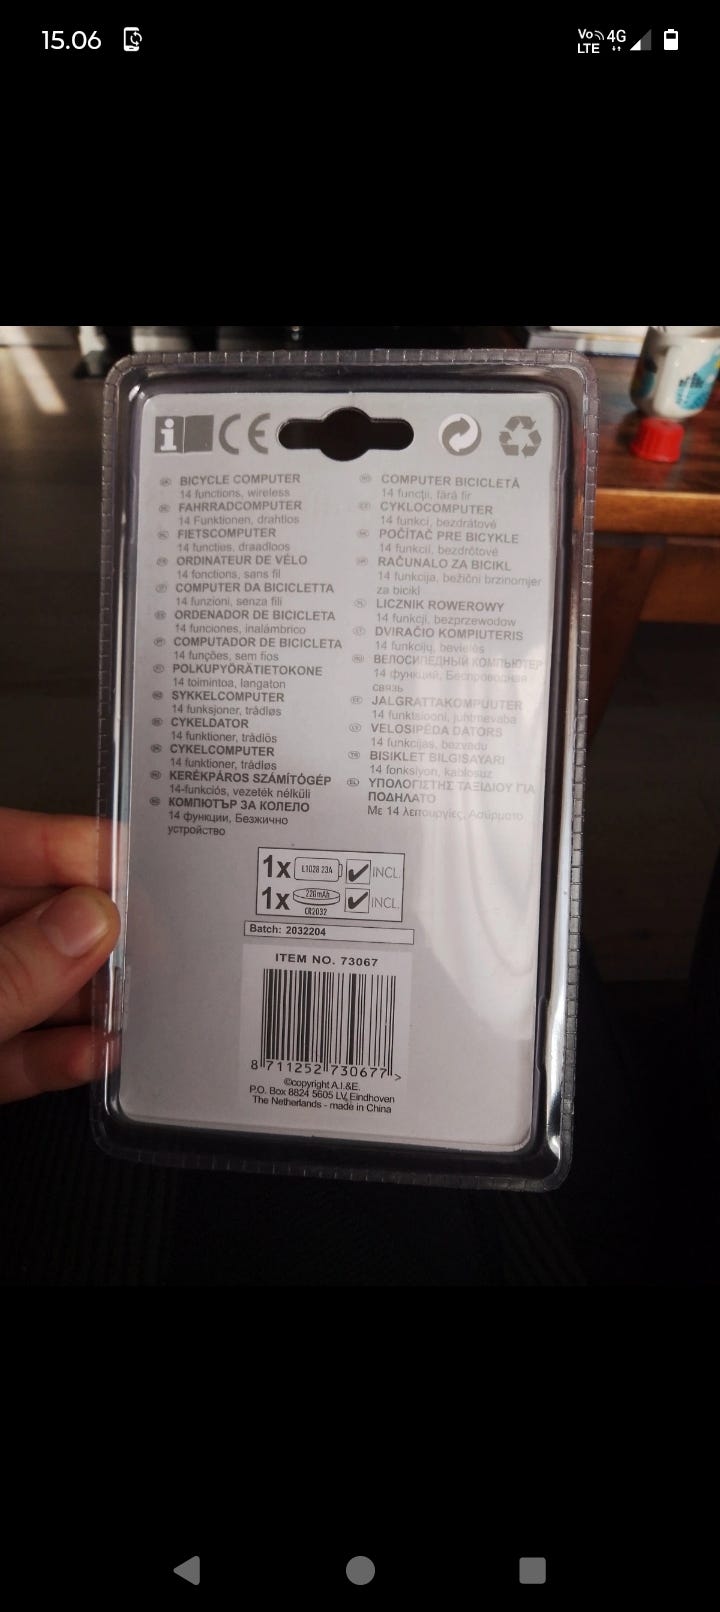 15.06
Vo 4G
LTE
i CE
BICYCLE COMPUTER
14 functions, wireless
FAHRRADCOMPUTER
14 Funktionen, drahtlos
FIETSCOMPUTER
14 functies, draadloos
ORDINATEUR DE VÉLO
14 fonctions, sans fil
COMPUTER DA BICICLETTA
14 funzioni, senza fili
ORDENADOR DE BICICLETA
14 funciones, inalámbrico
COMPUTADOR DE BICICLETA
14 funções, sem fios
POLKUPYÖRÄTIETOKONE
14 toimintoa, langaton
SYKKELCOMPUTER
14 funksjoner, trådløs
CYKELDATOR
14 funktioner, trådlös
CYKELCOMPUTER
14 funktioner, trådløs
KERÉKPÁROS SZÁMÍTÓGÉP
14-funkciós, vezeték nélküli
КОМПЮТЪР ЗА КОЛЕЛО
14 функции, Безжично
устройство
COMPUTER BICICLETĂ
14 funcții, fără fir
CYKLOCOMPUTER
14 funkcí, bezdrátové
POČÍTAČ PRE BICYKLE
14 funkcií, bezdrôtové
RAČUNALO ZA BICIKL
14 funkcija, bežični brzinomjer
za bicikl
LICZNIK ROWEROWY
14 funkcji, bezprzewodow
DVIRAČIO KOMPIUTERIS
14 funkcijų, bevielės
ВЕЛОСИПЕДНЫЙ КОМПЬЮТЕР
14 функций, Беспроводная
связь
JALGRATTAKOMPUUTER
14 funktsiooni, juhtmevaba
VELOSIPĒDA DATORS
14 funkcijas, bezvadu
BISIKLET BILGISAYARI
14 fonksiyon, kablosuz
ΥΠΟΛΟΓΙΣΤΗΣ ΤΑΞΙΔΙΟΥ ΓΙΑ
ΠΟΔΗΛΑΤΟ
Με 14 λειτουργίες, Ασύρματο
1x L1028 23A INCL.
1x 220mAh INCL.
CR2032
Batch: 2032204
ITEM NO. 73067
8 711252 730677 >
©copyright A.I.&E.
P.O. Box 8824 5605 LV Eindhoven
The Netherlands - made in China